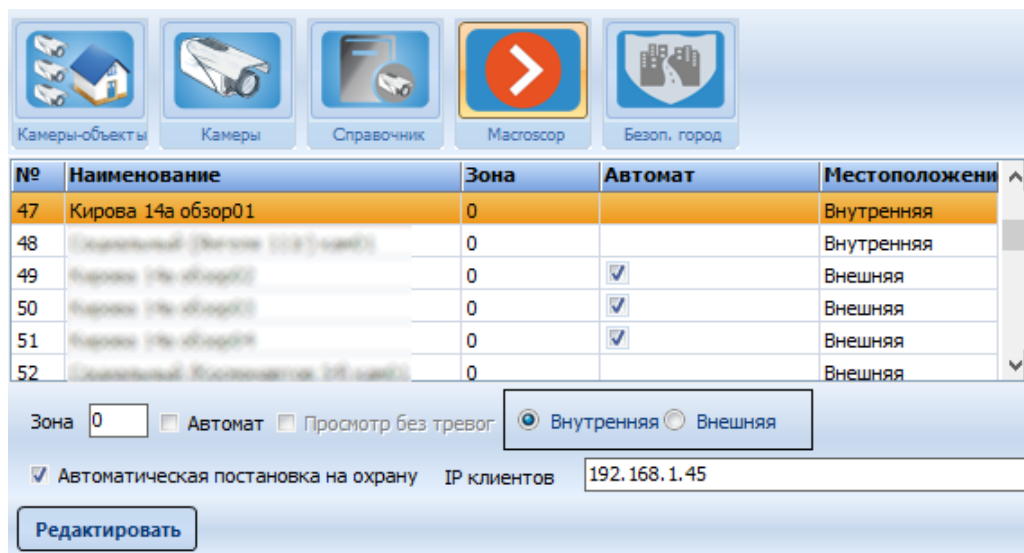 Камеры-объекты Камеры Справочник Macroscop Безоп. город
№ Наименование Зона Автомат Местоположени
47 Кирова 14а обзор01 0 Внутренняя
48 0 Внутренняя
49 0 Внешняя
50 0 Внешняя
51 0 Внешняя
52 0 Внешняя
Зона 0 Автомат Просмотр без тревог Внутренняя Внешняя
Автоматическая постановка на охрану IP клиентов 192.168.1.45
Редактировать